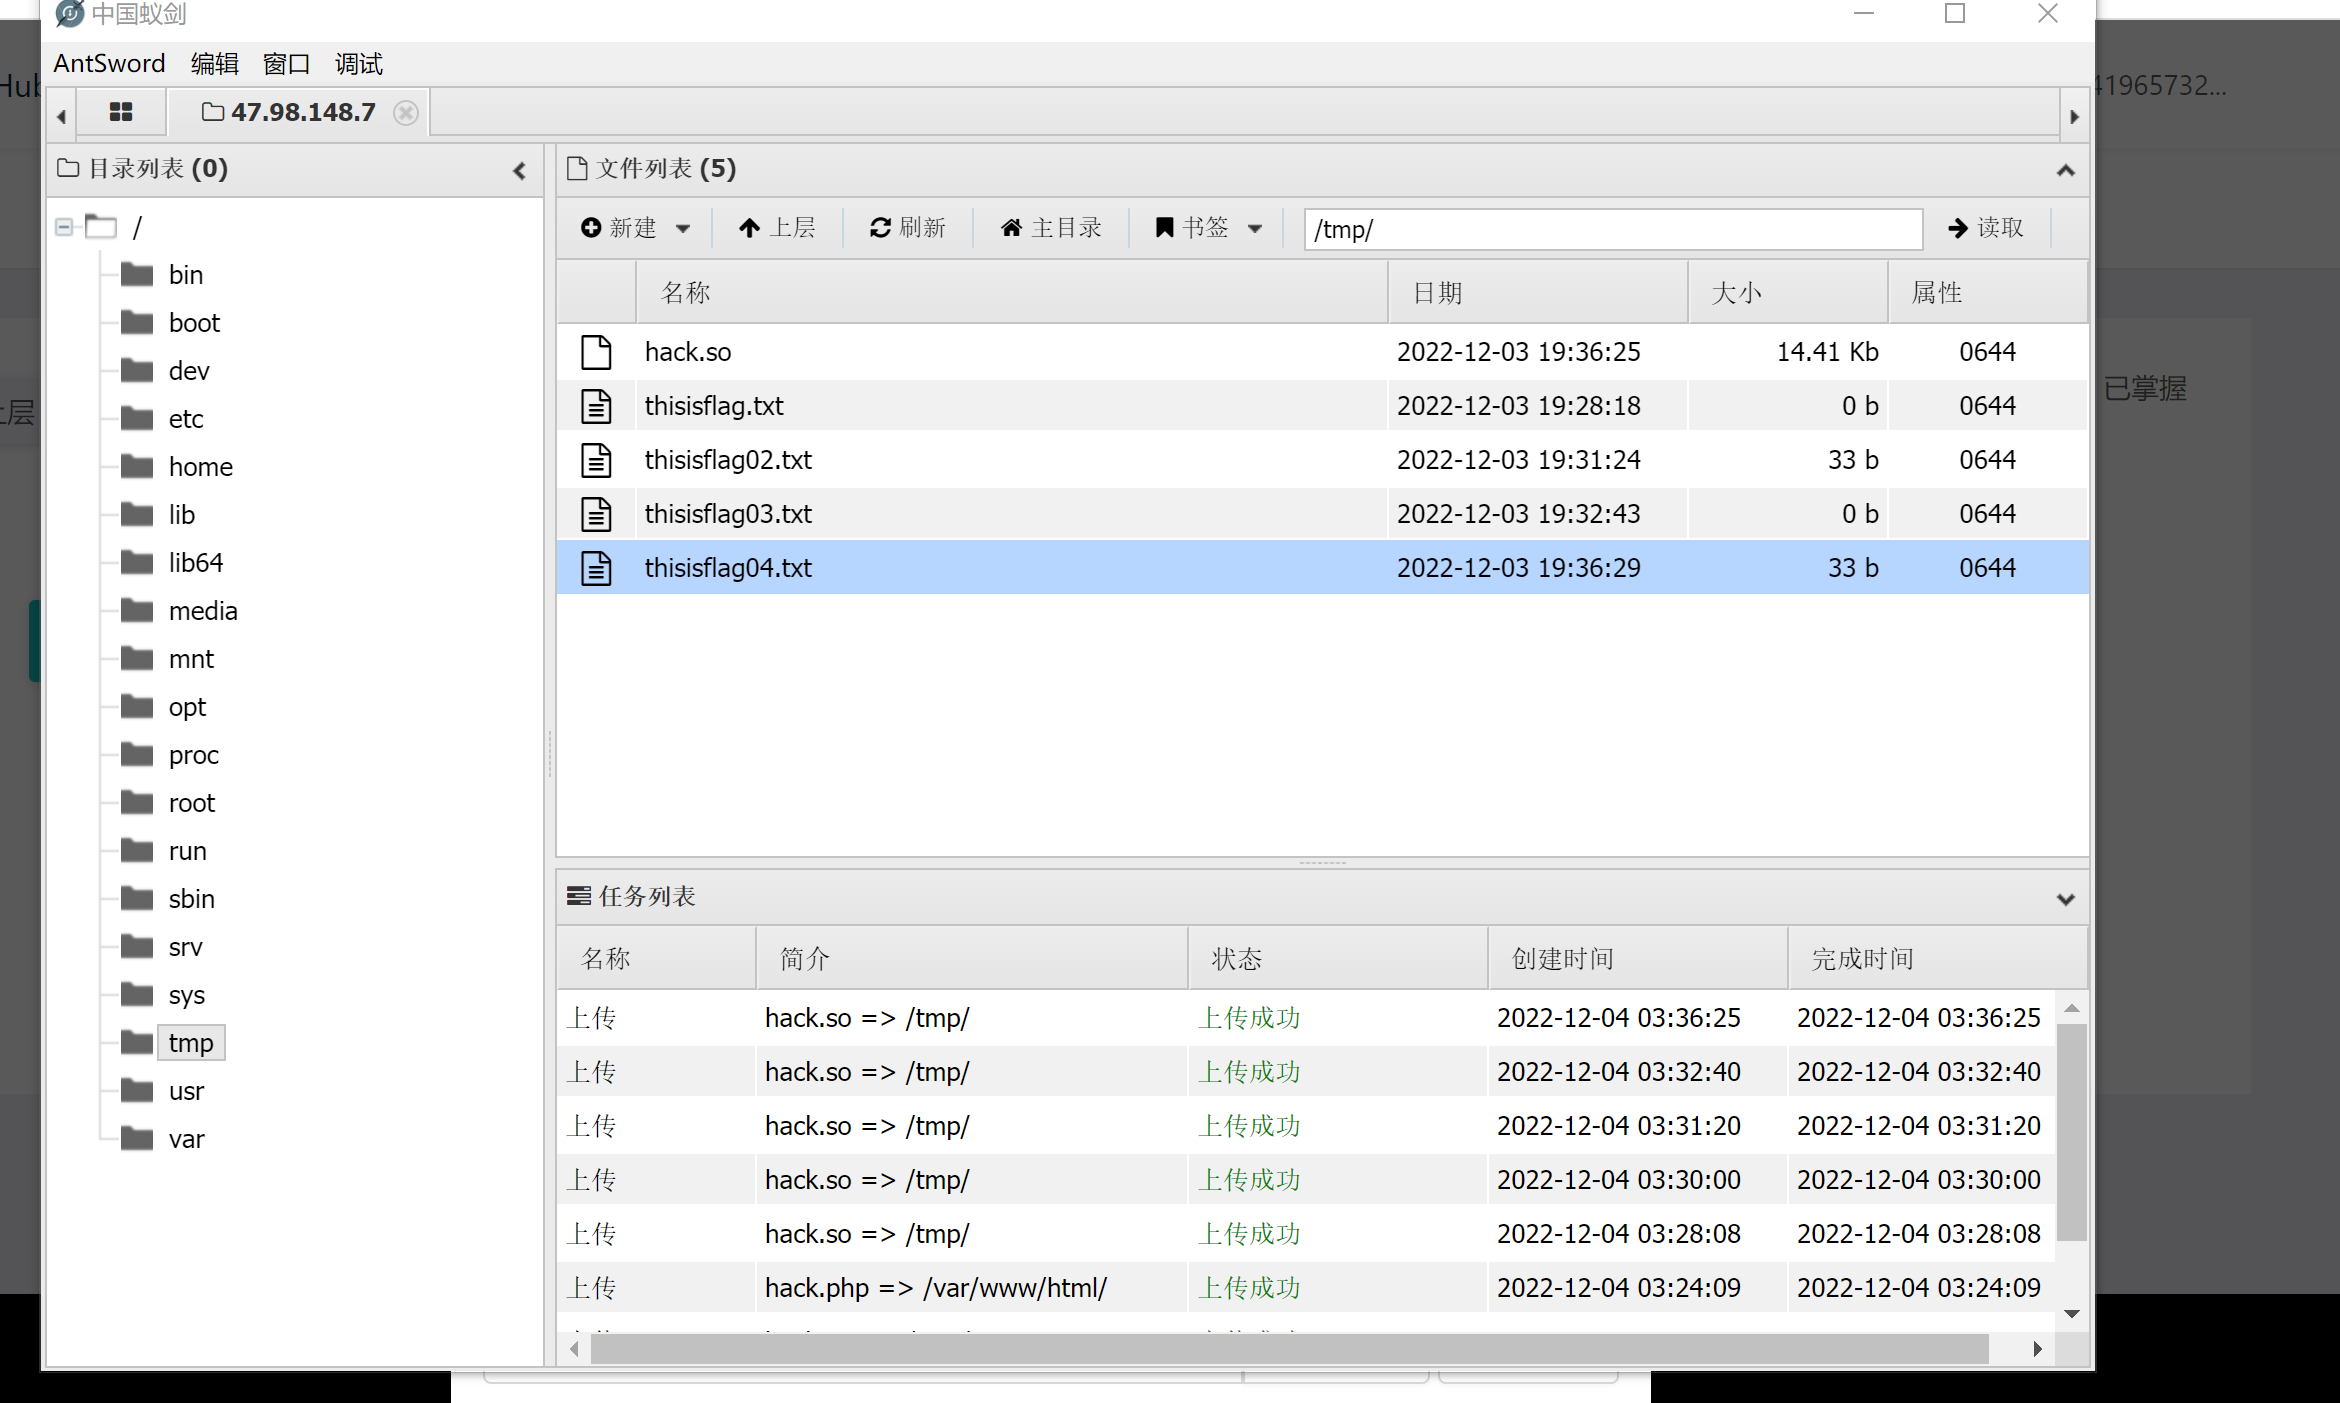 中国蚁剑
AntSword 编辑 窗口 调试
Hub
41965732...
47.98.148.7
目录列表 (0)
文件列表 (5)
新建 上层 刷新 主目录 书签 /tmp/ 读取
/
bin
boot
dev
etc
home
lib
lib64
media
mnt
opt
proc
root
run
sbin
srv
sys
tmp
usr
var
名称 日期 大小 属性
hack.so 2022-12-03 19:36:25 14.41 Kb 0644
thisisflag.txt 2022-12-03 19:28:18 0 b 0644
thisisflag02.txt 2022-12-03 19:31:24 33 b 0644
thisisflag03.txt 2022-12-03 19:32:43 0 b 0644
thisisflag04.txt 2022-12-03 19:36:29 33 b 0644
上层
已掌握
任务列表
名称 简介 状态 创建时间 完成时间
上传 hack.so => /tmp/ 上传成功 2022-12-04 03:36:25 2022-12-04 03:36:25
上传 hack.so => /tmp/ 上传成功 2022-12-04 03:32:40 2022-12-04 03:32:40
上传 hack.so => /tmp/ 上传成功 2022-12-04 03:31:20 2022-12-04 03:31:20
上传 hack.so => /tmp/ 上传成功 2022-12-04 03:30:00 2022-12-04 03:30:00
上传 hack.so => /tmp/ 上传成功 2022-12-04 03:28:08 2022-12-04 03:28:08
上传 hack.php => /var/www/html/ 上传成功 2022-12-04 03:24:09 2022-12-04 03:24:09